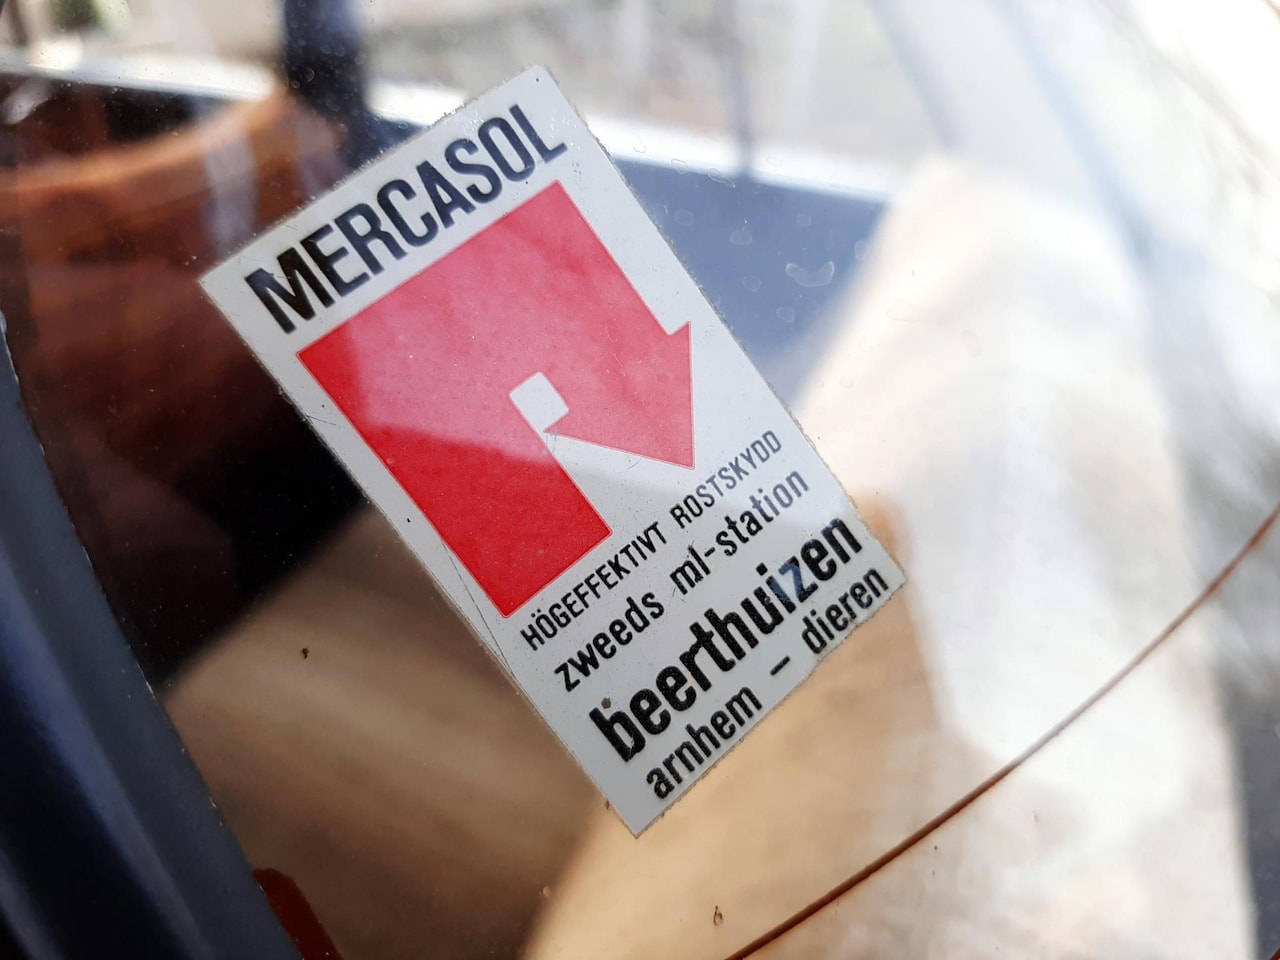 MERCASOL
HÖGEFFEKTIVT ROSTSKYDD
zweeds ml-station
beerthuizen
arnhem – dieren